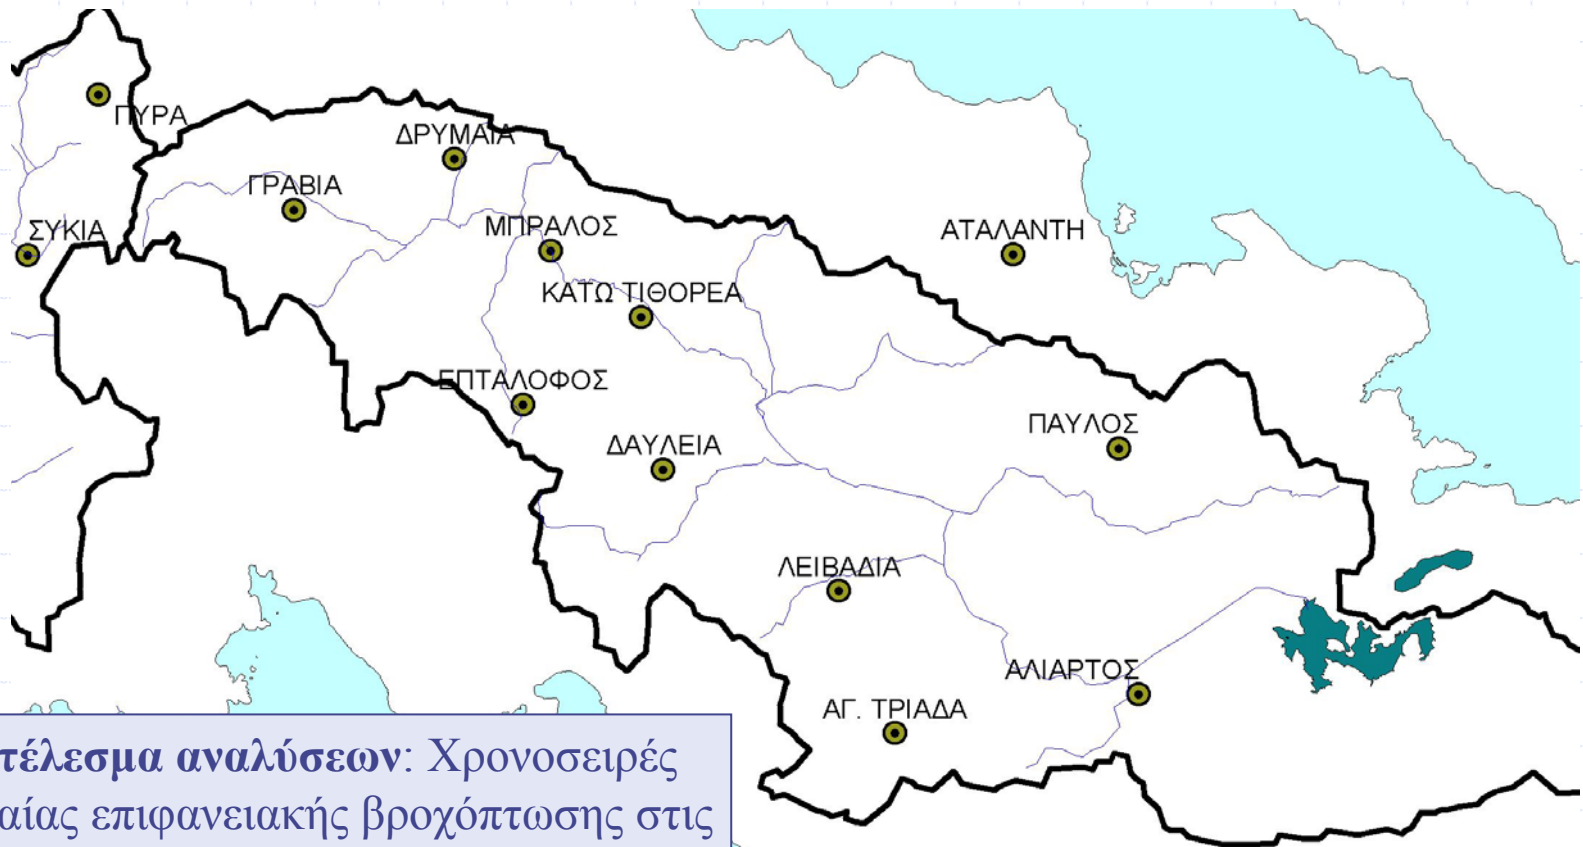 ΠΥΡΑ
ΔΡΥΜΑΙΑ
ΓΡΑΒΙΑ
ΣΥΚΙΑ
ΜΠΡΑΛΟΣ
ΑΤΑΛΑΝΤΗ
ΚΑΤΩ ΤΙΘΟΡΕΑ
ΕΠΤΑΛΟΦΟΣ
ΠΑΥΛΟΣ
ΔΑΥΛΕΙΑ
ΛΕΙΒΑΔΙΑ
ΑΛΙΑΡΤΟΣ
ΑΓ. ΤΡΙΑΔΑ
τέλεσμα αναλύσεων: Χρονοσειρές
αίας επιφανειακής βροχόπτωσης στις